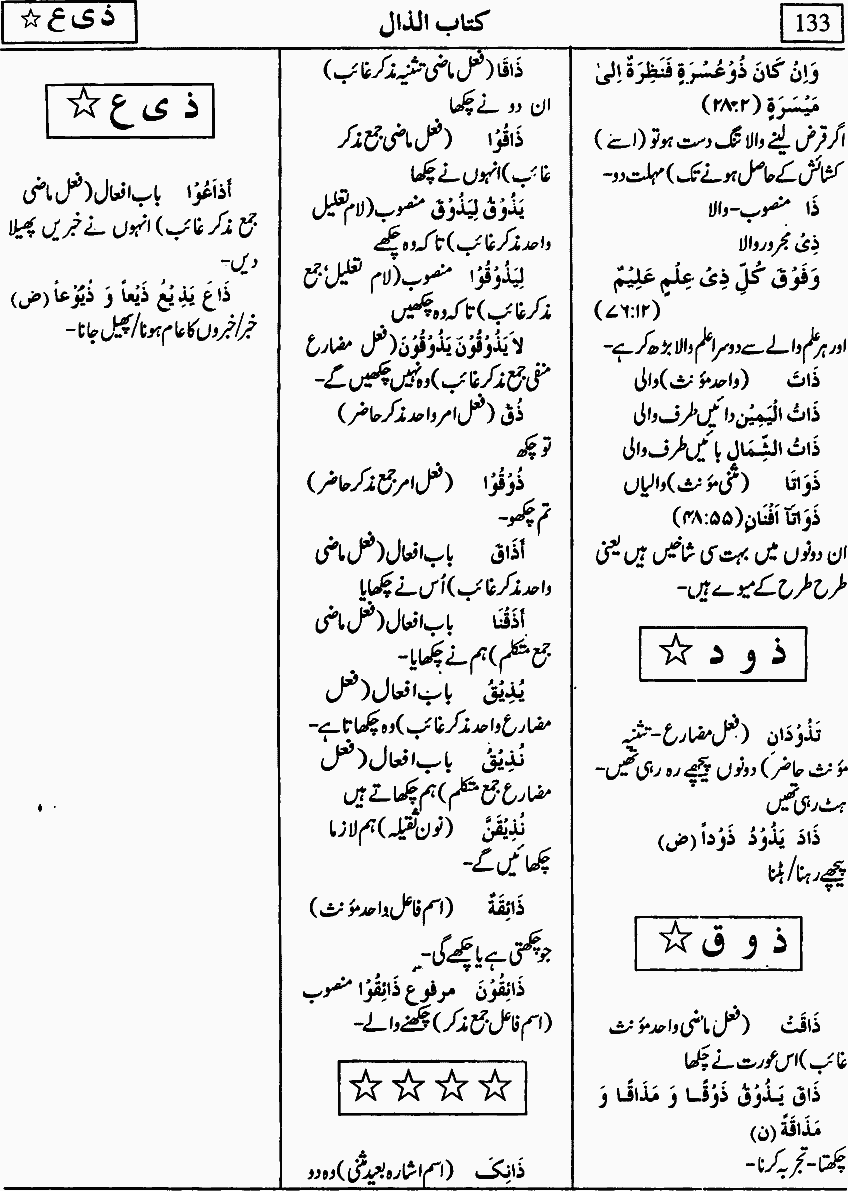 133
کتاب الذال
ذ ی ع ☆
وَاِنْ كَانَ ذُوْعُسْرَةٍ فَنَظِرَةٌ اِلىٰ
مَيْسَرَةٍ (۲:۲۸۰)
اگر قرض لینے والا تنگ دست ہو تو (اسے)
کشائش کے حاصل ہونے تک) مہلت دو-
ذَا منصوب-والا
ذِىْ مجرور والا
وَفَوْقَ كُلِّ ذِىْ عِلْمٍ عَلِيْمٌ
(۷۶:۱۲)
اور ہر علم والے سے دوسرا علم والا بڑھ کر ہے-
ذَاتَ (واحد مؤنث) والی
ذَاتُ الْيَمِيْن دائیں طرف والی
ذَاتُ الشِّمَالِ بائیں طرف والی
ذَوَاتَا (مثنی مؤنث) والیاں
ذَوَاتَآ اَفْنَانٍ (۴۸:۵۵)
ان دونوں میں بہت سی شاخیں ہیں یعنی
طرح طرح کے میوے ہیں-
ذ و د ☆
تَذُوْدَانِ (فعل مضارع-تثنیہ
مؤنث حاضر) دونوں پیچھے رہ رہی تھیں-
ہٹ رہی تھیں
ذَادَ يَذُوْدُ ذَوْداً (ض)
پیچھے رہنا/ہٹنا
ذ و ق ☆
ذَاقَتْ (فعل ماضی واحد مؤنث
غائب) اس عورت نے چکھا
ذَاقَ يَذُوْقُ ذَوْقًا وَ مَذَاقًا وَ
مَذَاقَةً (ن)
چکھنا-تجربہ کرنا-
ذَاقَا (فعل ماضی تثنیہ مذکر غائب)
ان دو نے چکھا
ذَاقُوْا (فعل ماضی جمع مذکر
غائب) انہوں نے چکھا
يَذُوْقُ لِيَذُوْقَ منصوب (لام تعلیل
واحد مذکر غائب) تاکہ وہ چکھے
لِيَذُوْقُوْا منصوب (لام تعلیل؛ جمع
مذکر غائب) تاکہ وہ چکھیں
لاَ يَذُوْقُوْنَ يَذُوْقُوْنَ (فعل مضارع
منفی جمع مذکر غائب) وہ نہیں چکھیں گے-
ذُقْ (فعل امر واحد مذکر حاضر)
تو چکھ
ذُوْقُوْا (فعل امر جمع مذکر حاضر)
تم چکھو-
أَذَاقَ باب افعال (فعل ماضی
واحد مذکر غائب) اُس نے چکھایا
أَذَقْنَا باب افعال (فعل ماضی
جمع متکلم) ہم نے چکھایا-
يُذِيْقُ باب افعال (فعل
مضارع واحد مذکر غائب) وہ چکھاتا ہے-
نُذِيْقُ باب افعال (فعل
مضارع جمع متکلم) ہم چکھاتے ہیں
نُذِيْقَنَّ (نون ثقیلہ) ہم لازما
چکھائیں گے-
ذَائِقَةٌ (اسم فاعل واحد مؤنث)
جو چکھتی ہے یا چکھے گی-
ذَائِقُوْنَ مرفوع ذَائِقُوْا منصوب
(اسم فاعل جمع مذکر) چکھنے والے-
☆ ☆ ☆ ☆
ذَانِکَ (اسم اشارہ بعید مثنی) وہ دو
ذ ی ع ☆
أَذَاعُوْا باب افعال (فعل ماضی
جمع مذکر غائب) انہوں نے خبریں پھیلا
دیں-
ذَاعَ يَذِيْعُ ذَيْعاً وَ ذُيُوْعاً (ض)
خبر/خبروں کا عام ہونا/پھیل جانا-